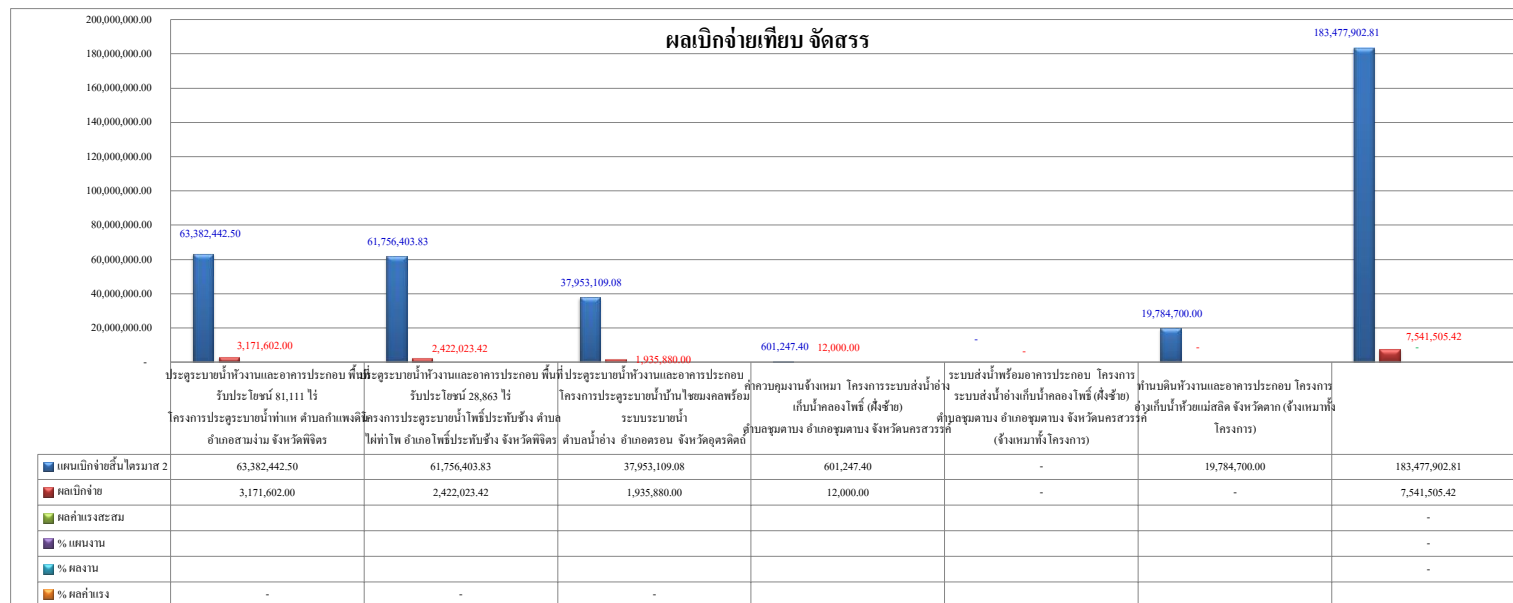 ผลเบิกจ่ายเทียบ จัดสรร
200,000,000.00
180,000,000.00
160,000,000.00
140,000,000.00
120,000,000.00
100,000,000.00
80,000,000.00
60,000,000.00
40,000,000.00
20,000,000.00
-
63,382,442.50
3,171,602.00
61,756,403.83
2,422,023.42
37,953,109.08
1,935,880.00
601,247.40
12,000.00
-
-
19,784,700.00
-
183,477,902.81
7,541,505.42
-
ประตูระบายน้ำหัวงานและอาคารประกอบ พื้นที่
รับประโยชน์ 81,111 ไร่
โครงการประตูระบายน้ำท่าแห ตำบลกำแพงดิน
อำเภอสามง่าม จังหวัดพิจิตร
ประตูระบายน้ำหัวงานและอาคารประกอบ พื้นที่
รับประโยชน์ 28,863 ไร่
โครงการประตูระบายน้ำโพธิ์ประทับช้าง ตำบล
ไผ่ท่าโพ อำเภอโพธิ์ประทับช้าง จังหวัดพิจิตร
ประตูระบายน้ำหัวงานและอาคารประกอบ
โครงการประตูระบายน้ำบ้านไชยมงคลพร้อม
ระบบระบายน้ำ
ตำบลน้ำอ่าง อำเภอตรอน จังหวัดอุตรดิตถ์
ค่าควบคุมงานจ้างเหมา โครงการระบบส่งน้ำอ่าง
เก็บน้ำคลองโพธิ์ (ฝั่งซ้าย)
ตำบลชุมตาบง อำเภอชุมตาบง จังหวัดนครสวรรค์
ระบบส่งน้ำพร้อมอาคารประกอบ โครงการ
ระบบส่งน้ำอ่างเก็บน้ำคลองโพธิ์ (ฝั่งซ้าย)
ตำบลชุมตาบง อำเภอชุมตาบง จังหวัดนครสวรรค์
(จ้างเหมาทั้งโครงการ)
ทำนบดินหัวงานและอาคารประกอบ โครงการ
อ่างเก็บน้ำห้วยแม่สลิด จังหวัดตาก (จ้างเหมาทั้ง
โครงการ)
แผนเบิกจ่ายสิ้นไตรมาส 2 63,382,442.50 61,756,403.83 37,953,109.08 601,247.40 - 19,784,700.00 183,477,902.81
ผลเบิกจ่าย 3,171,602.00 2,422,023.42 1,935,880.00 12,000.00 - - 7,541,505.42
ผลค่าแรงสะสม -
% แผนงาน -
% ผลงาน -
% ผลค่าแรง - - -